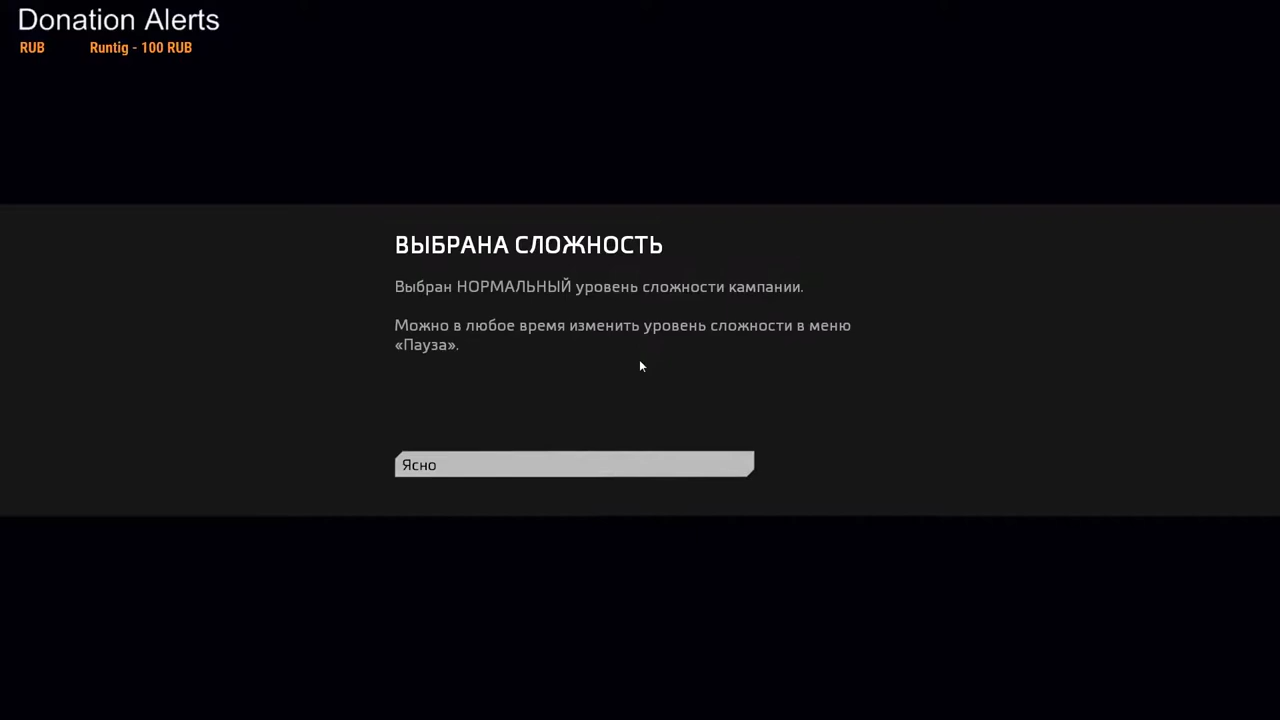 Donation Alerts
RUB Runtig - 100 RUB
ВЫБРАНА СЛОЖНОСТЬ
Выбран НОРМАЛЬНЫЙ уровень сложности кампании.
Можно в любое время изменить уровень сложности в меню
«Пауза».
Ясно